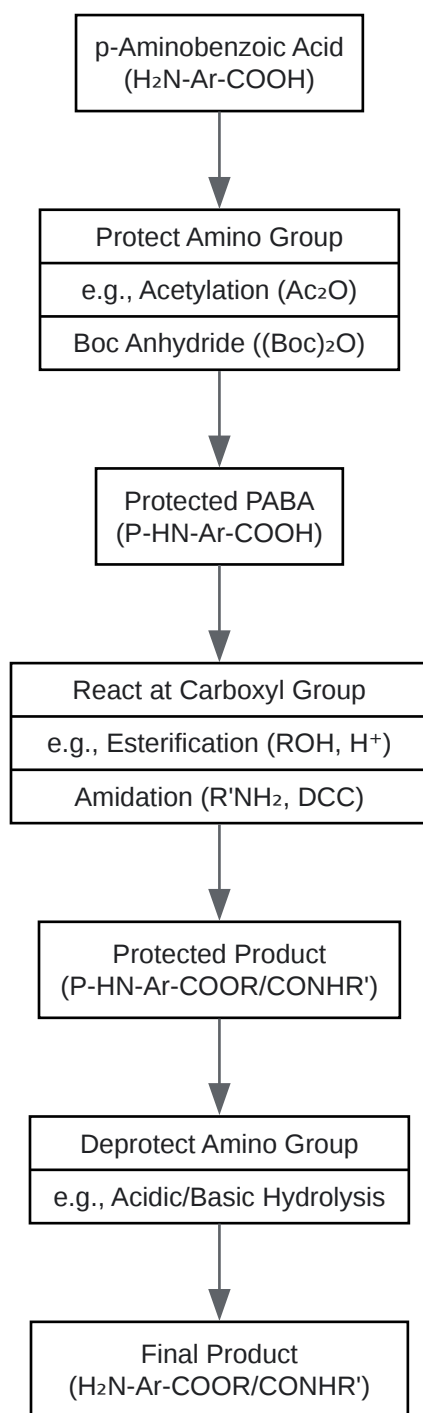 p-Aminobenzoic Acid
(H₂N-Ar-COOH)
Protect Amino Group
e.g., Acetylation (Ac₂O)
Boc Anhydride ((Boc)₂O)
Protected PABA
(P-HN-Ar-COOH)
React at Carboxyl Group
e.g., Esterification (ROH, H⁺)
Amidation (R'NH₂, DCC)
Protected Product
(P-HN-Ar-COOR/CONHR')
Deprotect Amino Group
e.g., Acidic/Basic Hydrolysis
Final Product
(H₂N-Ar-COOR/CONHR')